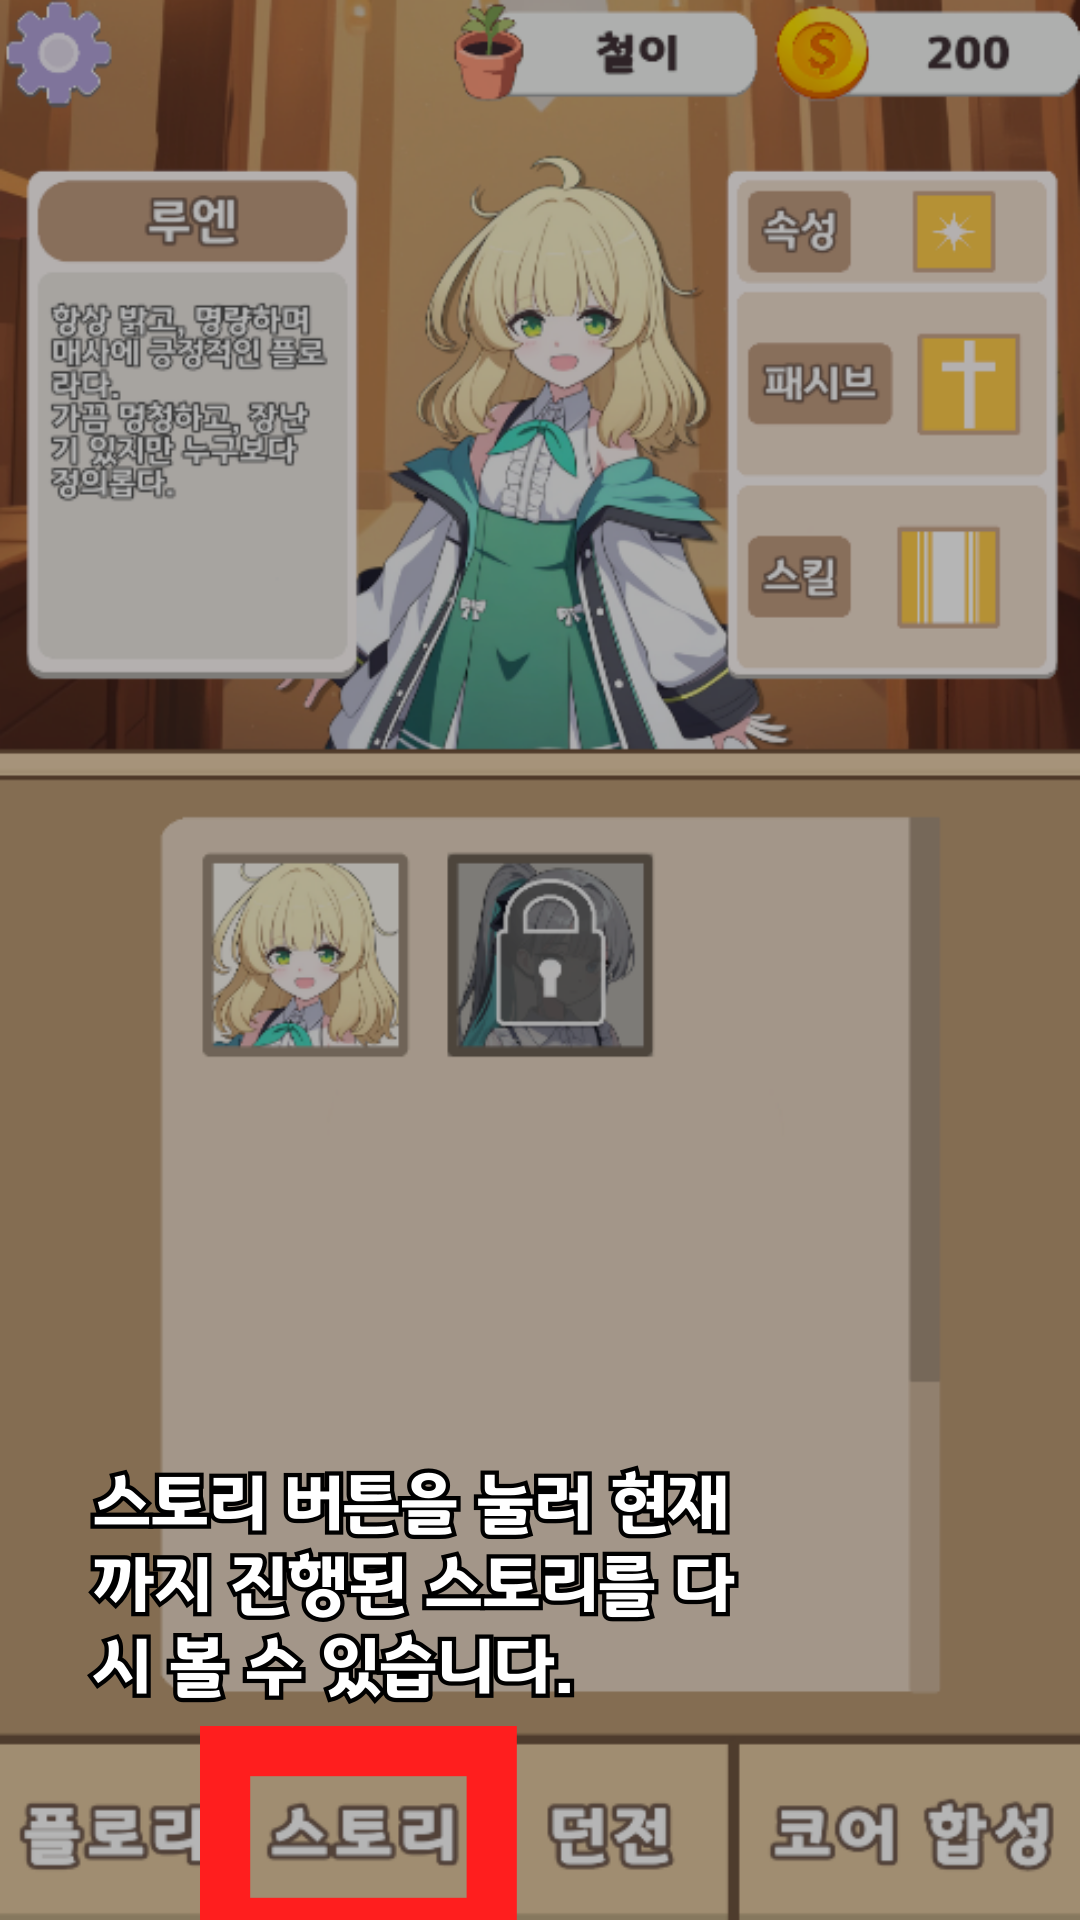 철이
200
루엔
항상 밝고, 명량하며
매사에 긍정적인 플로
라다.
가끔 멍청하고, 장난
기 있지만 누구보다
정의롭다.
속성
패시브
스킬
스토리 버튼을 눌러 현재
까지 진행된 스토리를 다
시 볼 수 있습니다.
플로라
스토리
던전
코어 합성